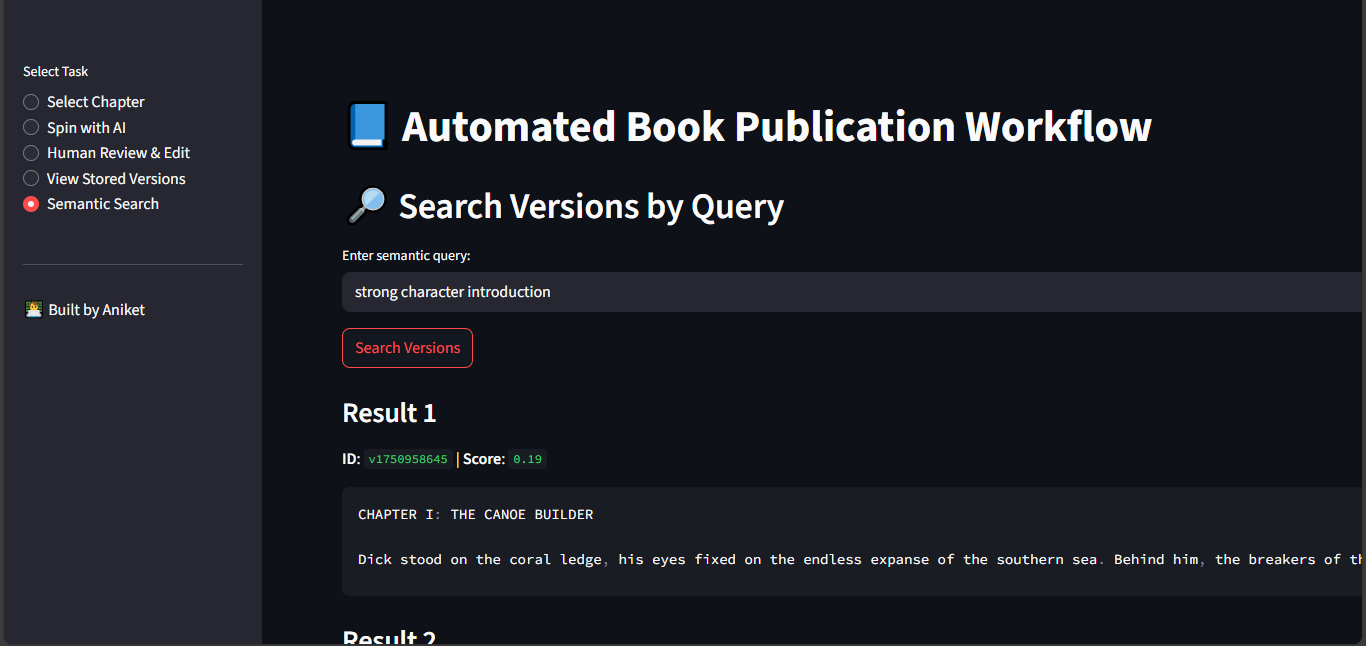 Select Task
Select Chapter
Spin with AI
Human Review & Edit
View Stored Versions
Semantic Search
Built by Aniket
Automated Book Publication Workflow
Search Versions by Query
Enter semantic query:
strong character introduction
Search Versions
Result 1
ID: v1750958645 | Score: 0.19
CHAPTER I: THE CANOE BUILDER
Dick stood on the coral ledge, his eyes fixed on the endless expanse of the southern sea. Behind him, the breakers of
Result 2